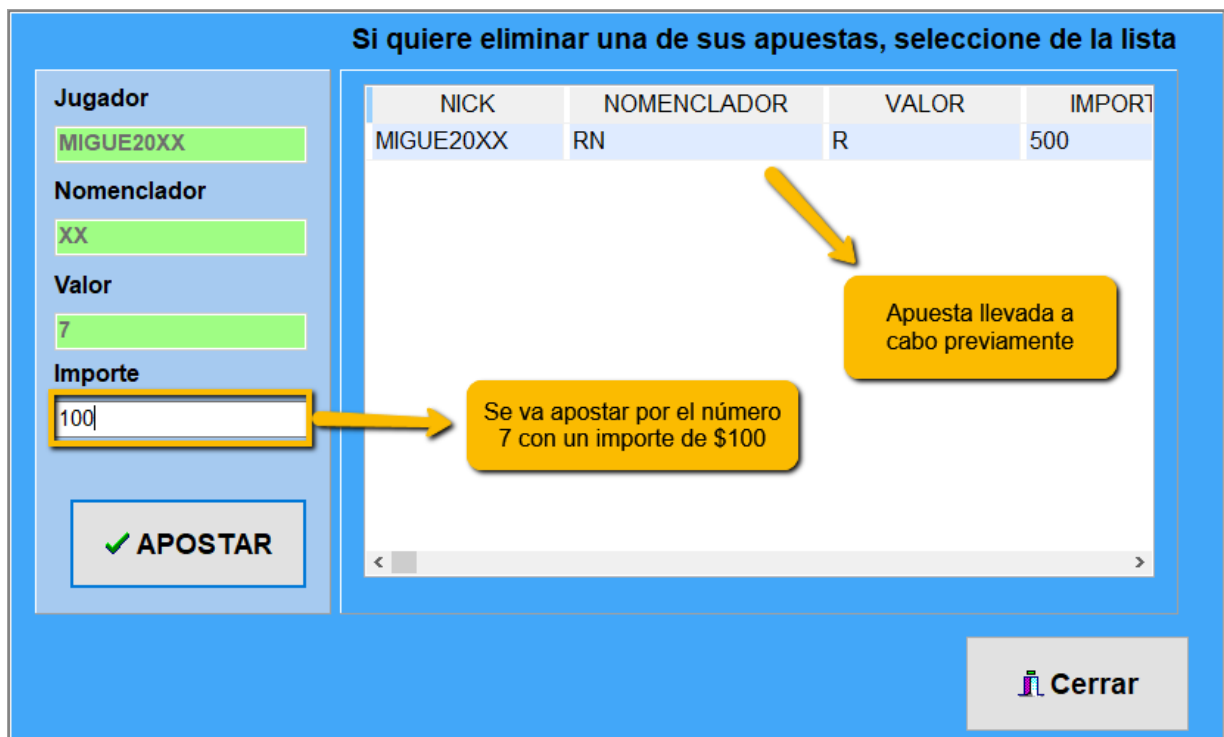 Si quiere eliminar una de sus apuestas, seleccione de la lista
Jugador
MIGUE20XX
Nomenclador
XX
Valor
7
Importe
100
APOSTAR
NICK NOMENCLADOR VALOR IMPORT
MIGUE20XX RN R 500
Apuesta llevada a
cabo previamente
Se va apostar por el número
7 con un importe de $100
Cerrar